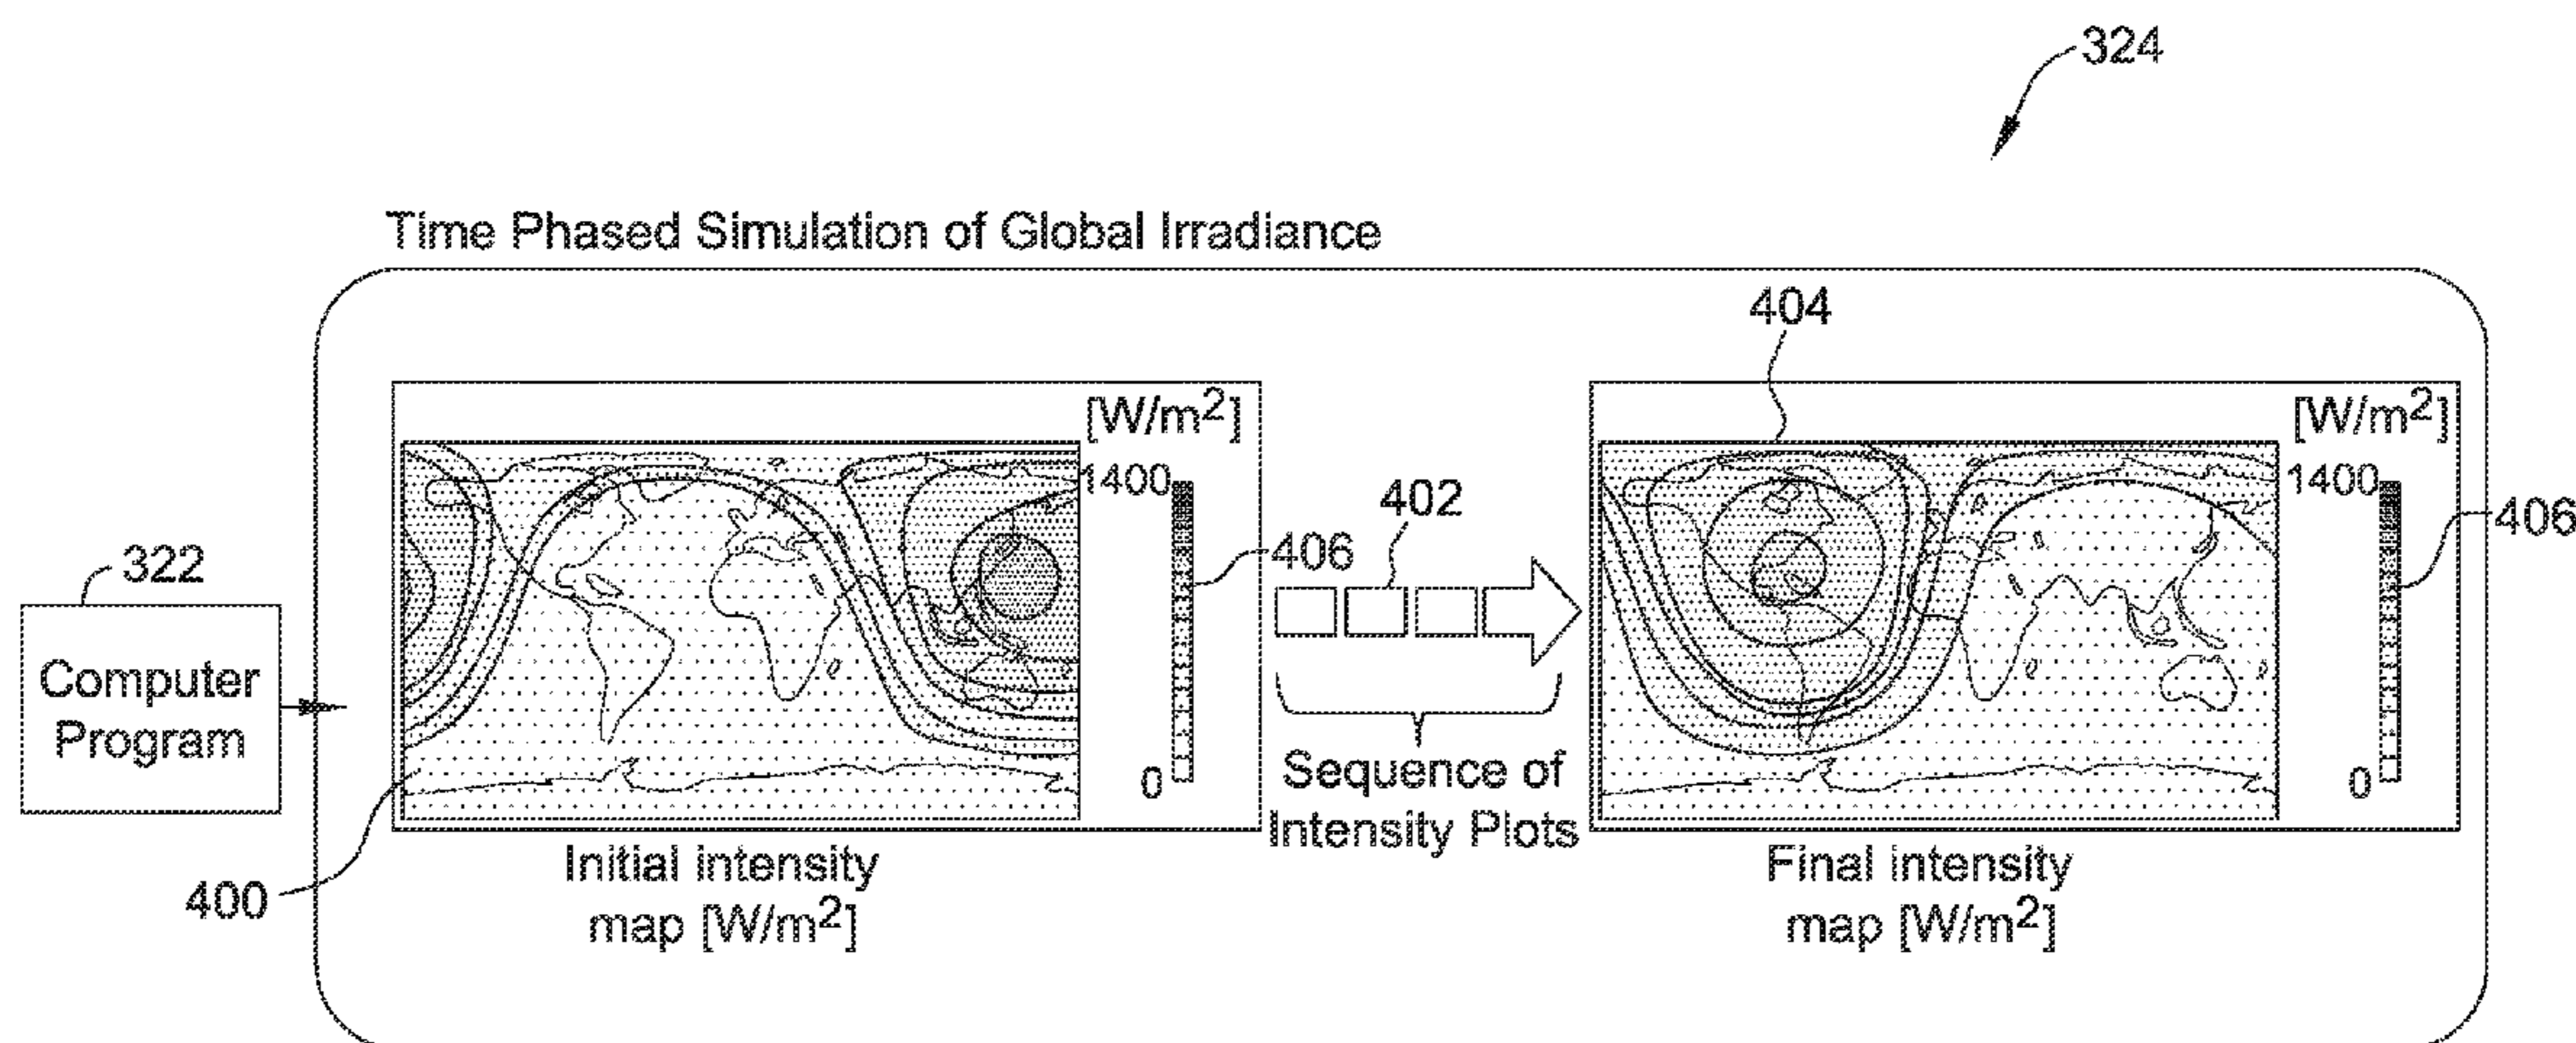 324
Time Phased Simulation of Global Irradiance
404
[W/m2]
1400
406
0
402
[W/m2]
1400
406
0
322
Computer
Program
Sequence of
Intensity Plots
400
Initial intensity
map [W/m2]
Final intensity
map [W/m2]